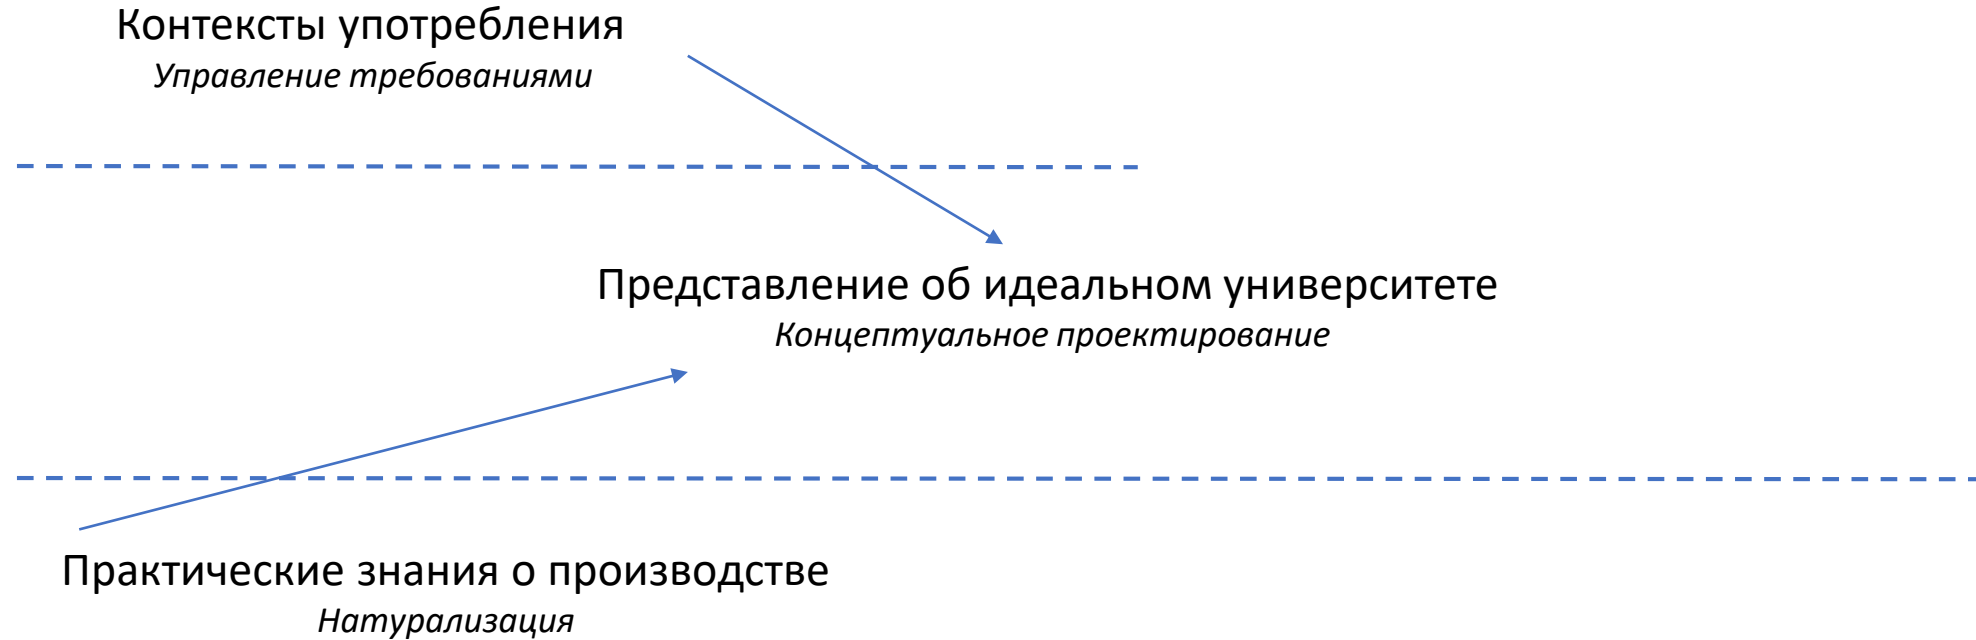 Контексты употребления
Управление требованиями
Представление об идеальном университете
Концептуальное проектирование
Практические знания о производстве
Натурализация